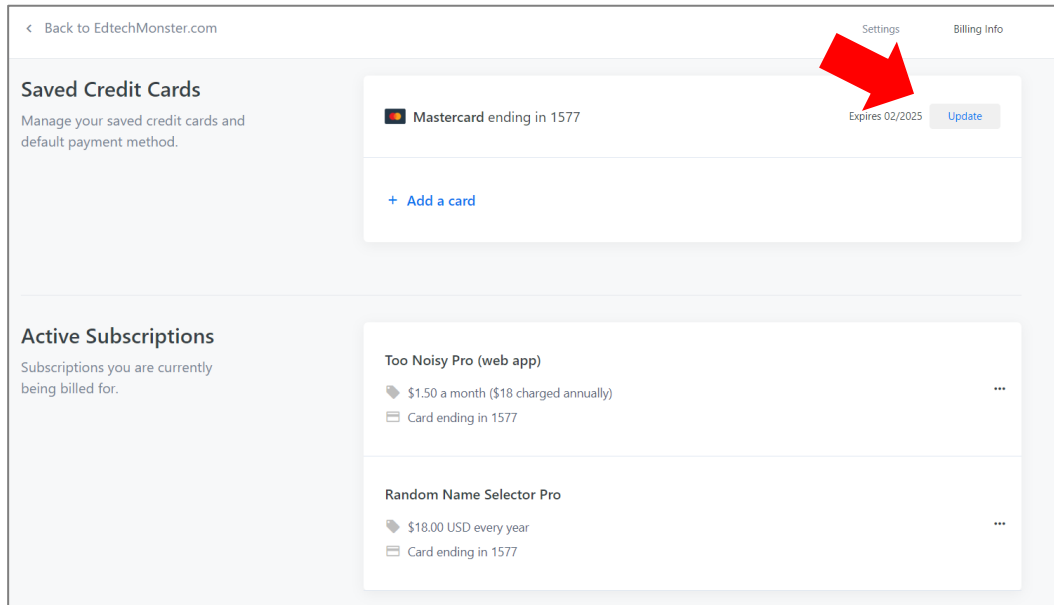 ‹ Back to EdtechMonster.com
Settings
Billing Info
Saved Credit Cards
Manage your saved credit cards and
default payment method.
Mastercard ending in 1577
Expires 02/2025
Update
+ Add a card
Active Subscriptions
Subscriptions you are currently
being billed for.
Too Noisy Pro (web app)
$1.50 a month ($18 charged annually)
Card ending in 1577
Random Name Selector Pro
$18.00 USD every year
Card ending in 1577